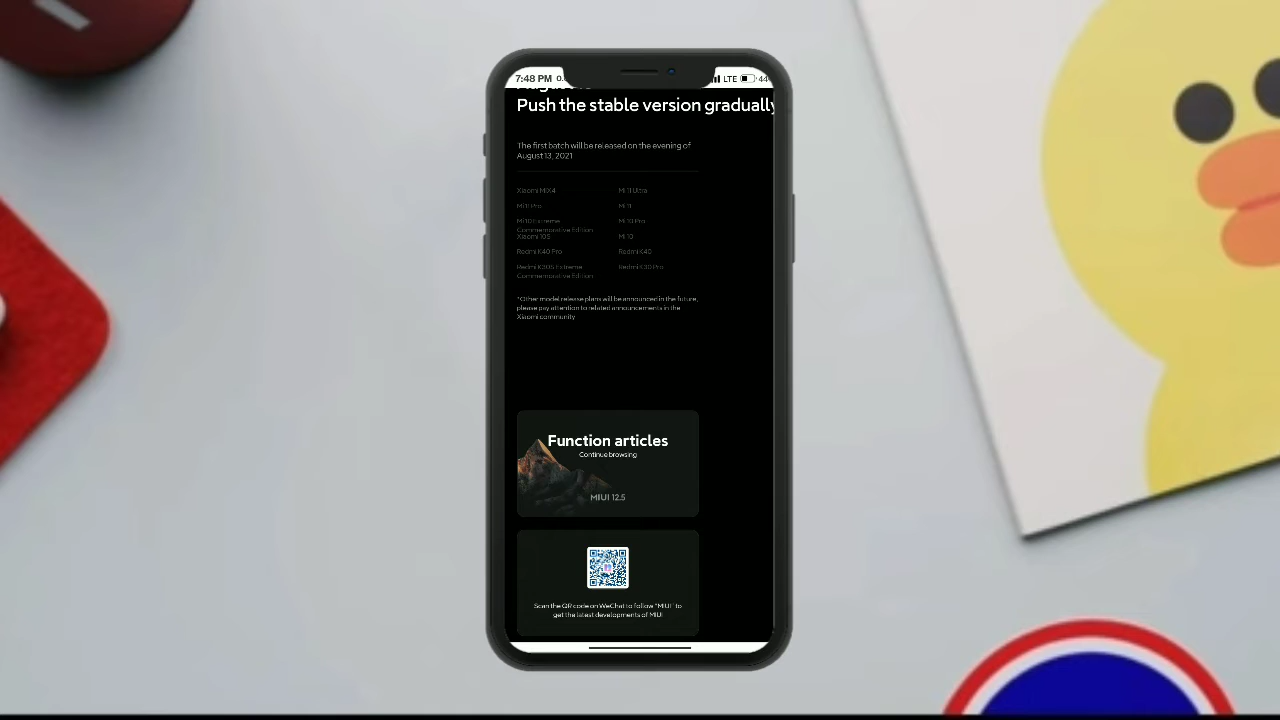 7:48 PM
LTE
44
Push the stable version gradually
The first batch will be released on the evening of
August 13, 2021
Xiaomi MIX4
Mi 11 Ultra
Mi 11 Pro
Mi 11
Mi 10 Extreme
Commemorative Edition
Mi 10 Pro
Xiaomi 10S
Mi 10
Redmi K40 Pro
Redmi K40
Redmi K30S Extreme
Commemorative Edition
Redmi K30 Pro
*Other model release plans will be announced in the future,
please pay attention to related announcements in the
Xiaomi community
Function articles
Continue browsing
MIUI 12.5
Scan the QR code on WeChat to follow "MIUI" to
get the latest developments of MIUI